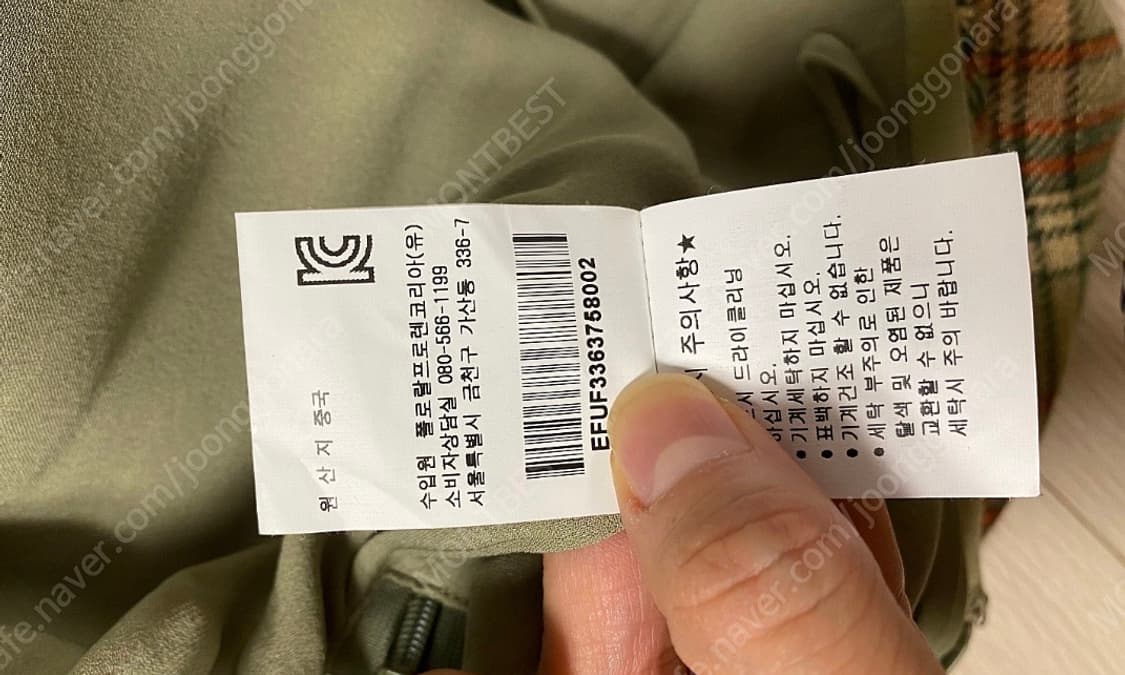 원 산 지 중국
수입원 플로랄프로렌코리아(유)
소비자상담실 080-566-1199
서울특별시 금천구 가산동 336-7
EFUF3363758002
주의사항★
드라이클리닝
하십시오.
● 기계세탁하지 마십시오.
● 표백하지 마십시오.
● 기계건조 할 수 없습니다.
● 세탁 부주의로 인한
탈색 및 오염된 제품은
교환할 수 없으니
세탁시 주의 바랍니다.
cafe.naver.com/joonggonara
MONTBEST